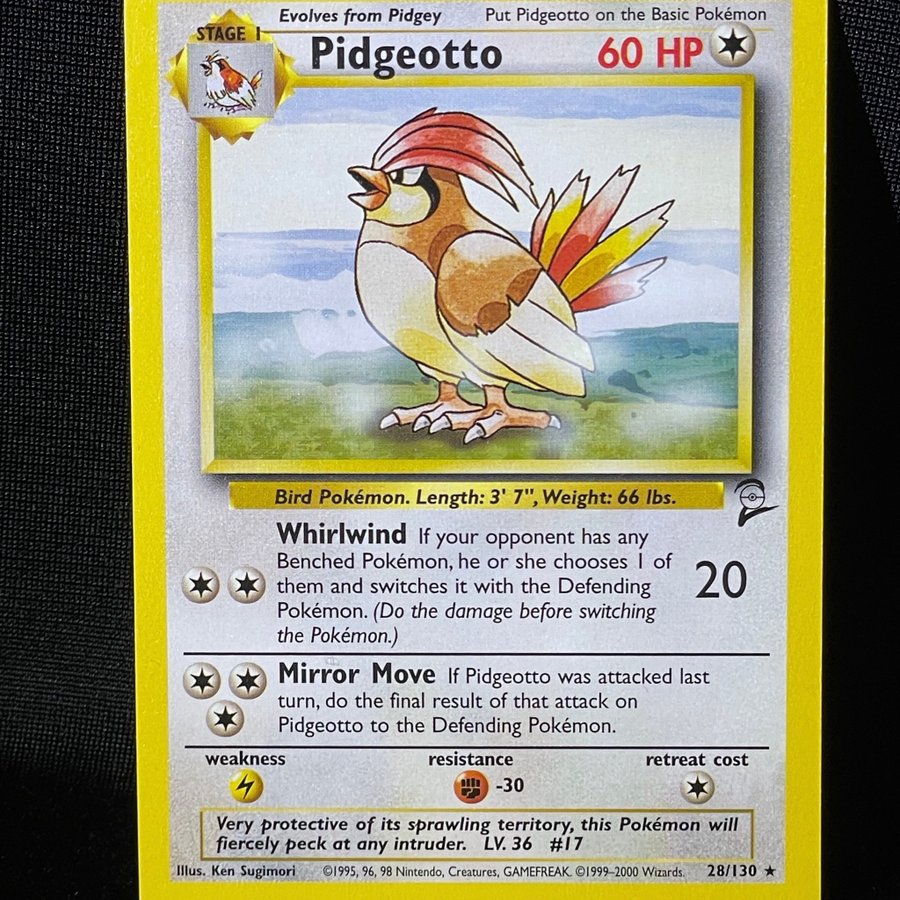 Evolves from Pidgey Put Pidgeotto on the Basic Pokémon
STAGE 1
Pidgeotto 60 HP
Bird Pokémon. Length: 3' 7", Weight: 66 lbs.
Whirlwind If your opponent has any
Benched Pokémon, he or she chooses 1 of
them and switches it with the Defending
Pokémon. (Do the damage before switching
the Pokémon.)
20
Mirror Move If Pidgeotto was attacked last
turn, do the final result of that attack on
Pidgeotto to the Defending Pokémon.
weakness resistance retreat cost
-30
Very protective of its sprawling territory, this Pokémon will
fiercely peck at any intruder. LV. 36 #17
Illus. Ken Sugimori ©1995, 96, 98 Nintendo, Creatures, GAMEFREAK. ©1999-2000 Wizards. 28/130 ★